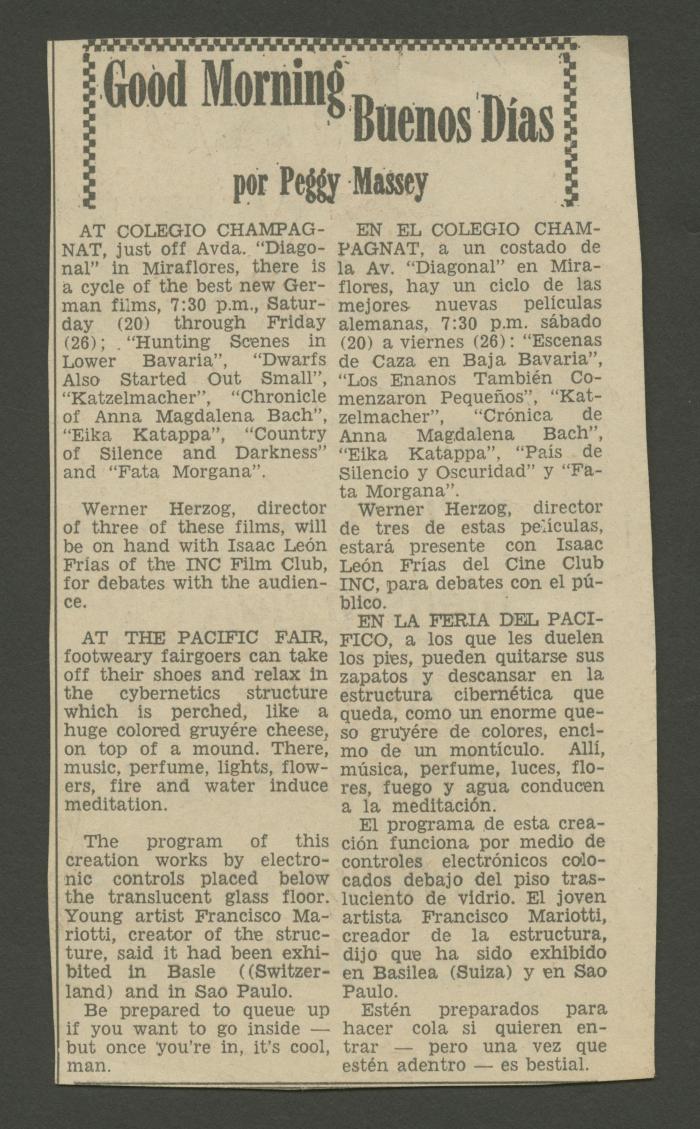 Good Morning
Buenos Días
por Peggy Massey
AT COLEGIO CHAMPAG-
NAT, just off Avda. "Diago-
nal" in Miraflores, there is
a cycle of the best new Ger-
man films, 7:30 p.m., Satur-
day (20) through Friday
(26); "Hunting Scenes in
Lower Bavaria", "Dwarfs
Also Started Out Small",
"Katzelmacher", "Chronicle
of Anna Magdalena Bach",
"Eika Katappa", "Country
of Silence and Darkness"
and "Fata Morgana".
Werner Herzog, director
of three of these films, will
be on hand with Isaac León
Frías of the INC Film Club,
for debates with the audien-
ce.
AT THE PACIFIC FAIR,
footweary fairgoers can take
off their shoes and relax in
the cybernetics structure
which is perched, like a
huge colored gruyére cheese,
on top of a mound. There,
music, perfume, lights, flow-
ers, fire and water induce
meditation.
The program of this
creation works by electro-
nic controls placed below
the translucent glass floor.
Young artist Francisco Ma-
riotti, creator of the struc-
ture, said it had been exhi-
bited in Basle ((Switzer-
land) and in Sao Paulo.
Be prepared to queue up
if you want to go inside —
but once you're in, it's cool,
man.
EN EL COLEGIO CHAM-
PAGNAT, a un costado de
la Av. "Diagonal" en Mira-
flores, hay un ciclo de las
mejores nuevas películas
alemanas, 7:30 p.m. sábado
(20) a viernes (26): "Escenas
de Caza en Baja Bavaria",
"Los Enanos También Co-
menzaron Pequeños", "Kat-
zelmacher", "Crónica de
Anna Magdalena Bach",
"Eika Katappa", "País de
Silencio y Oscuridad" y "Fa-
ta Morgana".
Werner Herzog, director
de tres de estas películas,
estará presente con Isaac
León Frías del Cine Club
INC, para debates con el pú-
blico.
EN LA FERIA DEL PACI-
FICO, a los que les duelen
los pies, pueden quitarse sus
zapatos y descansar en la
estructura cibernética que
queda, como un enorme que-
so gruyére de colores, enci-
mo de un montículo. Allí,
música, perfume, luces, flo-
res, fuego y agua conducen
a la meditación.
El programa de esta crea-
ción funciona por medio de
controles electrónicos colo-
cados debajo del piso tras-
luciento de vidrio. El joven
artista Francisco Mariotti,
creador de la estructura,
dijo que ha sido exhibido
en Basilea (Suiza) y en Sao
Paulo.
Estén preparados para
hacer cola si quieren en-
trar — pero una vez que
estén adentro — es bestial.